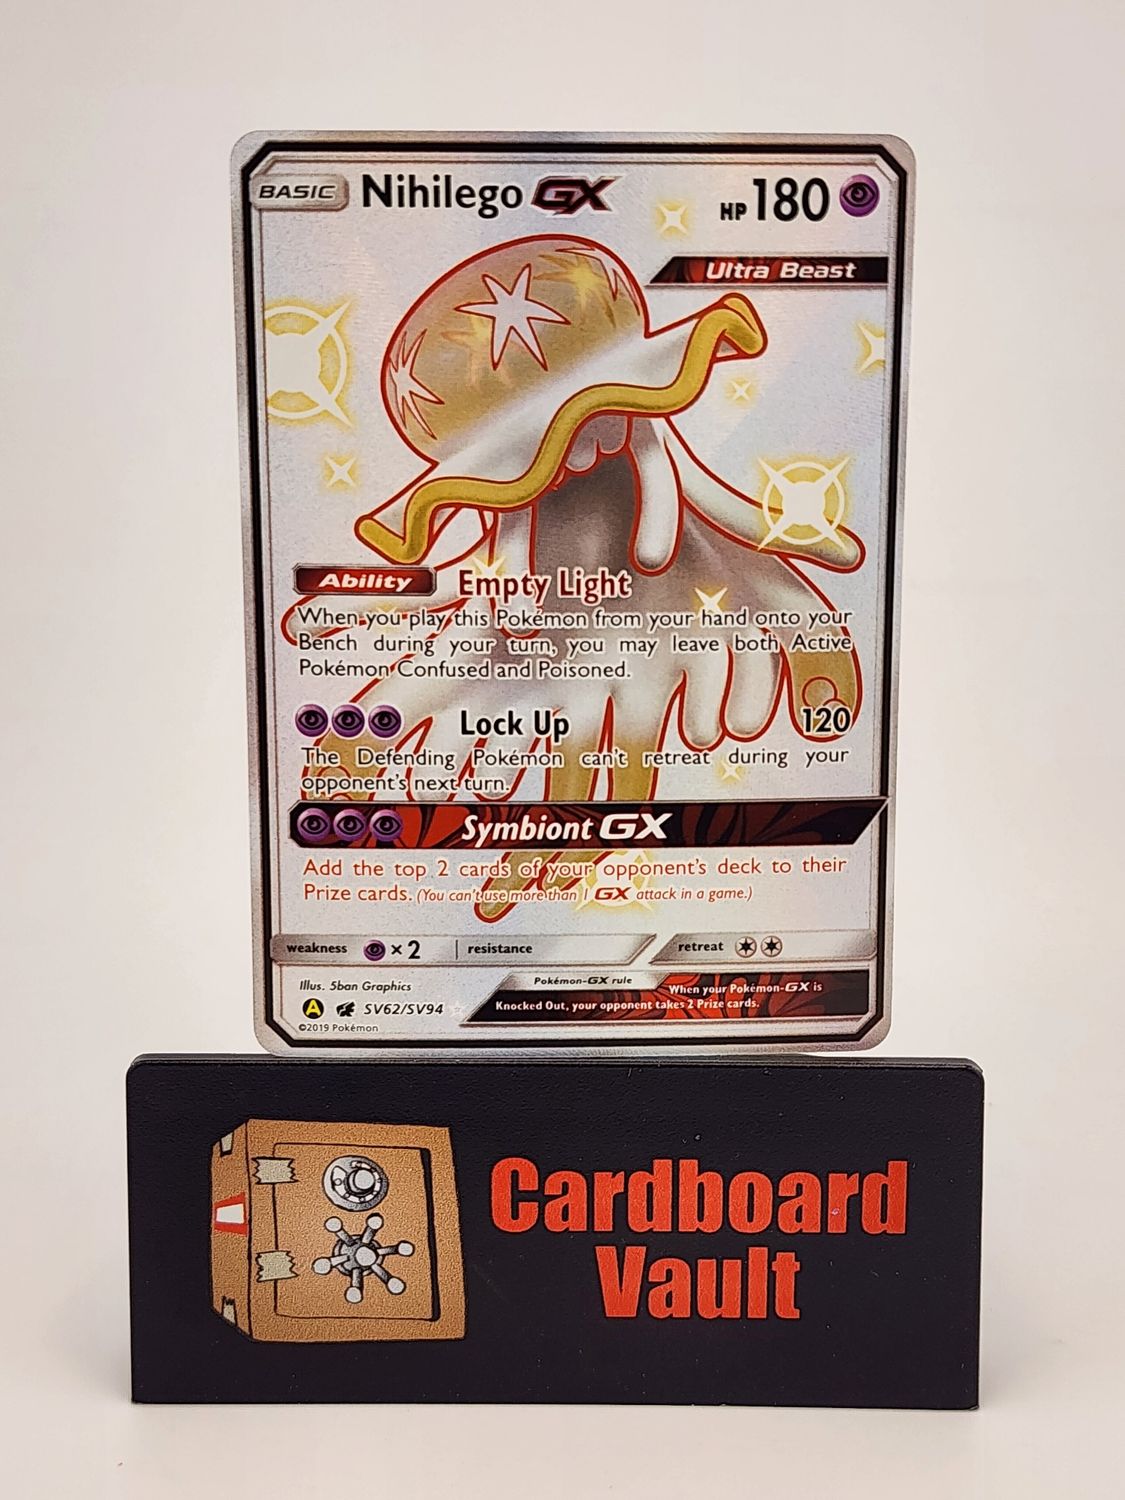 BASIC Nihilego GX HP 180
Ultra Beast
Ability Empty Light
When you play this Pokémon from your hand onto your
Bench during your turn, you may leave both Active
Pokémon Confused and Poisoned.
Lock Up 120
The Defending Pokémon can't retreat during your
opponent's next turn.
Symbiont GX
Add the top 2 cards of your opponent's deck to their
Prize cards. (You can't use more than 1 GX attack in a game.)
weakness ×2 resistance retreat
Illus. 5ban Graphics
Pokémon-GX rule
When your Pokémon-GX is
Knocked Out, your opponent takes 2 Prize cards.
A SV62/SV94
©2019 Pokémon
Cardboard
Vault